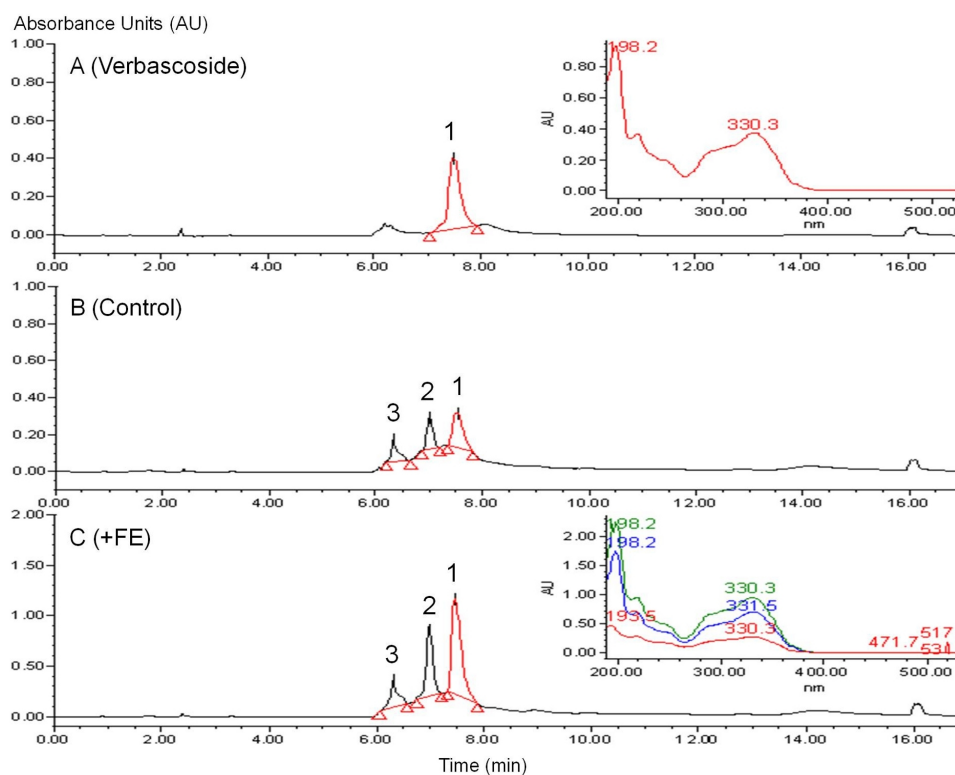 Absorbance Units (AU)
1.00
0.80
0.60
0.40
0.20
0.00
A (Verbascoside)
1
0.00 2.00 4.00 6.00 8.00 10.00 12.00 14.00 16.00
198.2
330.3
AU
0.80
0.60
0.40
0.20
0.00
200.00 300.00 400.00 500.00
nm
1.00
0.80
0.60
0.40
0.20
0.00
B (Control)
3 2 1
0.00 2.00 4.00 6.00 8.00 10.00 12.00 14.00 16.00
2.00
1.50
1.00
0.50
0.00
C (+FE)
3 2 1
0.00 2.00 4.00 6.00 8.00 10.00 12.00 14.00 16.00
198.2
198.2
193.5
330.3
331.5
330.3
471.7
517
531
AU
2.00
1.50
1.00
0.50
0.00
200.00 300.00 400.00 500.00
nm
Time (min)